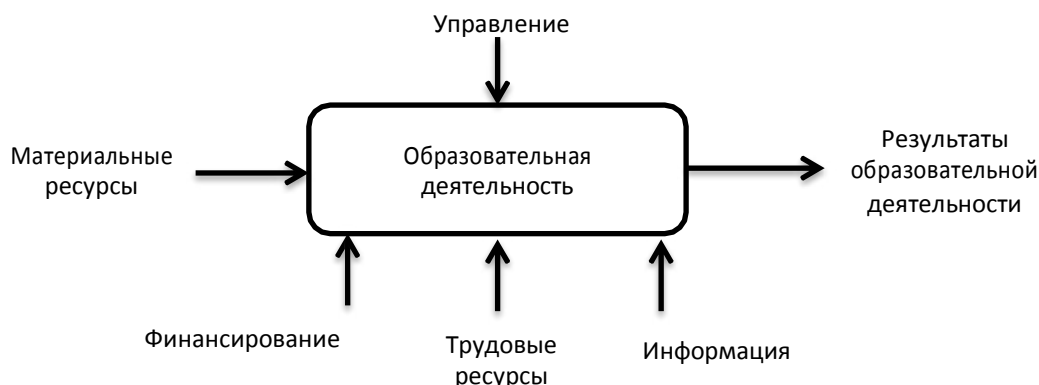 Управление
Материальные
ресурсы
Образовательная
деятельность
Результаты
образовательной
деятельности
Финансирование
Трудовые
ресурсы
Информация